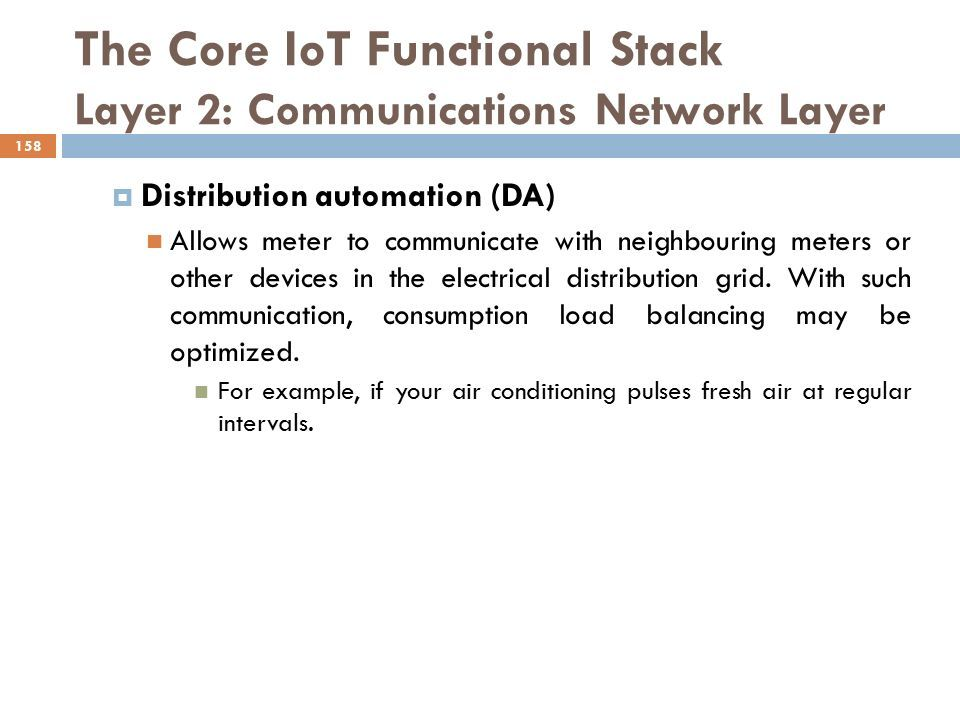 The Core IoT Functional Stack
Layer 2: Communications Network Layer
158
Distribution automation (DA)
Allows meter to communicate with neighbouring meters or
other devices in the electrical distribution grid. With such
communication, consumption load balancing may be
optimized.
For example, if your air conditioning pulses fresh air at regular
intervals.